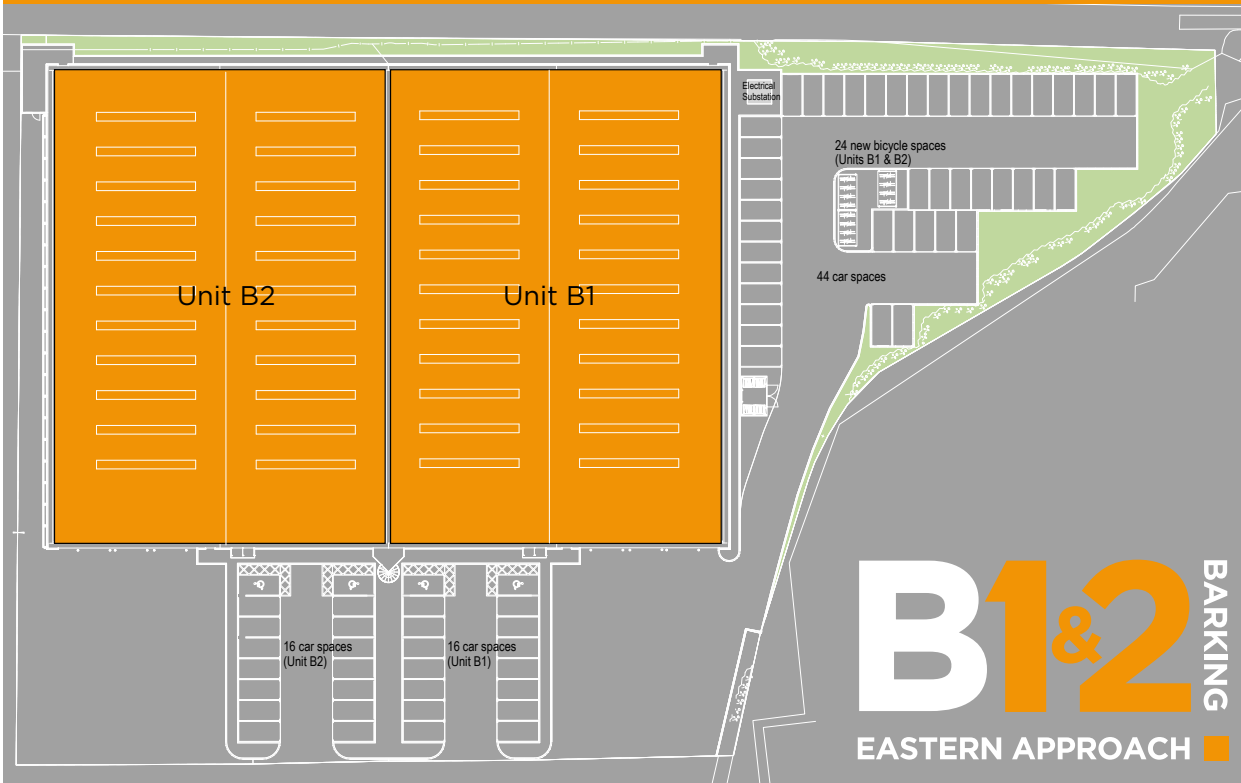 Electrical
Substation
24 new bicycle spaces
(Units B1 & B2)
44 car spaces
Unit B2
Unit B1
16 car spaces
(Unit B2)
16 car spaces
(Unit B1)
B1&2
BARKING
EASTERN APPROACH